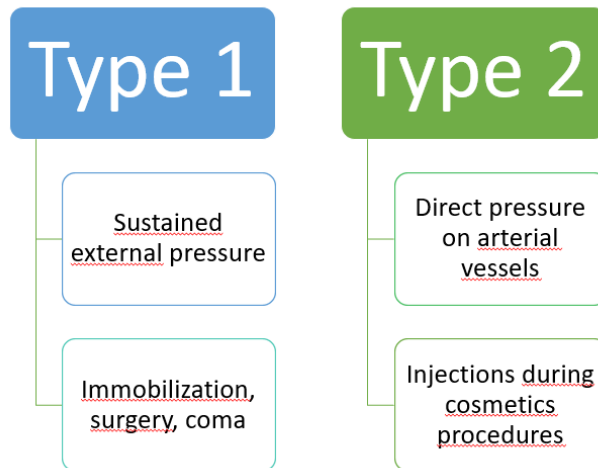 Type 1
Sustained
external pressure
Immobilization,
surgery, coma
Type 2
Direct pressure
on arterial
vessels
Injections during
cosmetics
procedures